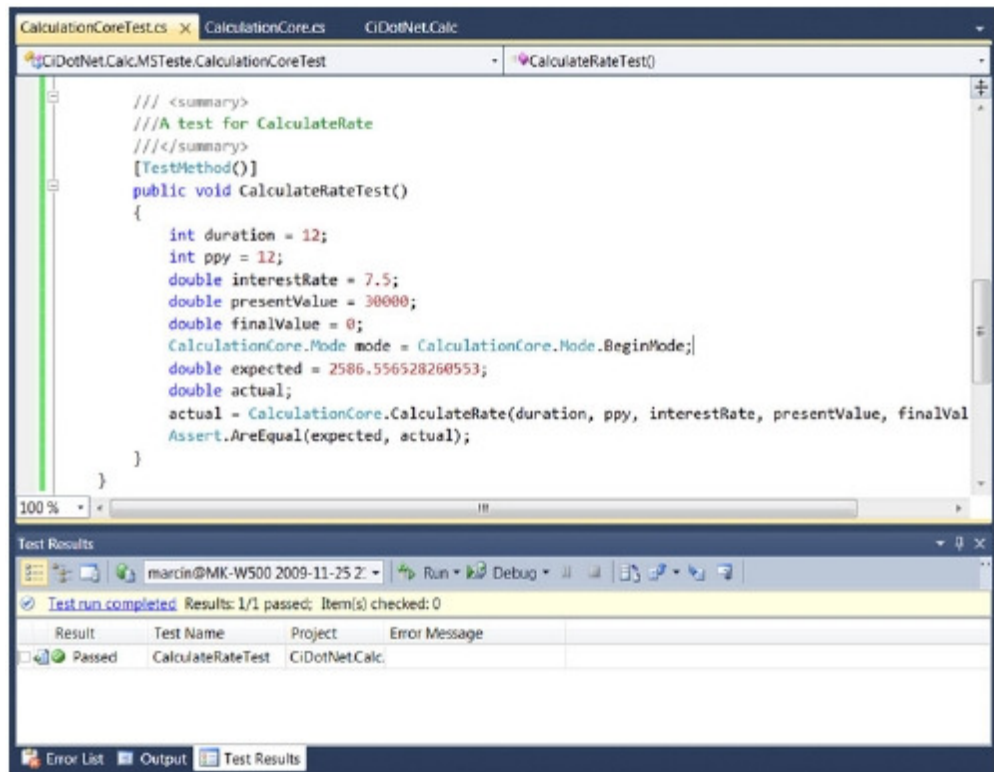 CalculationCoreTest.cs X CalculationCore.cs CiDotNet.Calc
CiDotNet.Calc.MSTeste.CalculationCoreTest CalculateRateTest()
/// <summary>
///A test for CalculateRate
///</summary>
[TestMethod()]
public void CalculateRateTest()
{
int duration = 12;
int ppy = 12;
double interestRate = 7.5;
double presentValue = 30000;
double finalValue = 0;
CalculationCore.Mode mode = CalculationCore.Mode.BeginMode;
double expected = 2586.556528260553;
double actual;
actual = CalculationCore.CalculateRate(duration, ppy, interestRate, presentValue, finalVal
Assert.AreEqual(expected, actual);
}
}
100 %
Test Results
marcin@MK-W500 2009-11-25 2 Run Debug
Test run completed Results: 1/1 passed; Item(s) checked: 0
Result Test Name Project Error Message
Passed CalculateRateTest CiDotNet.Calc.
Error List Output Test Results